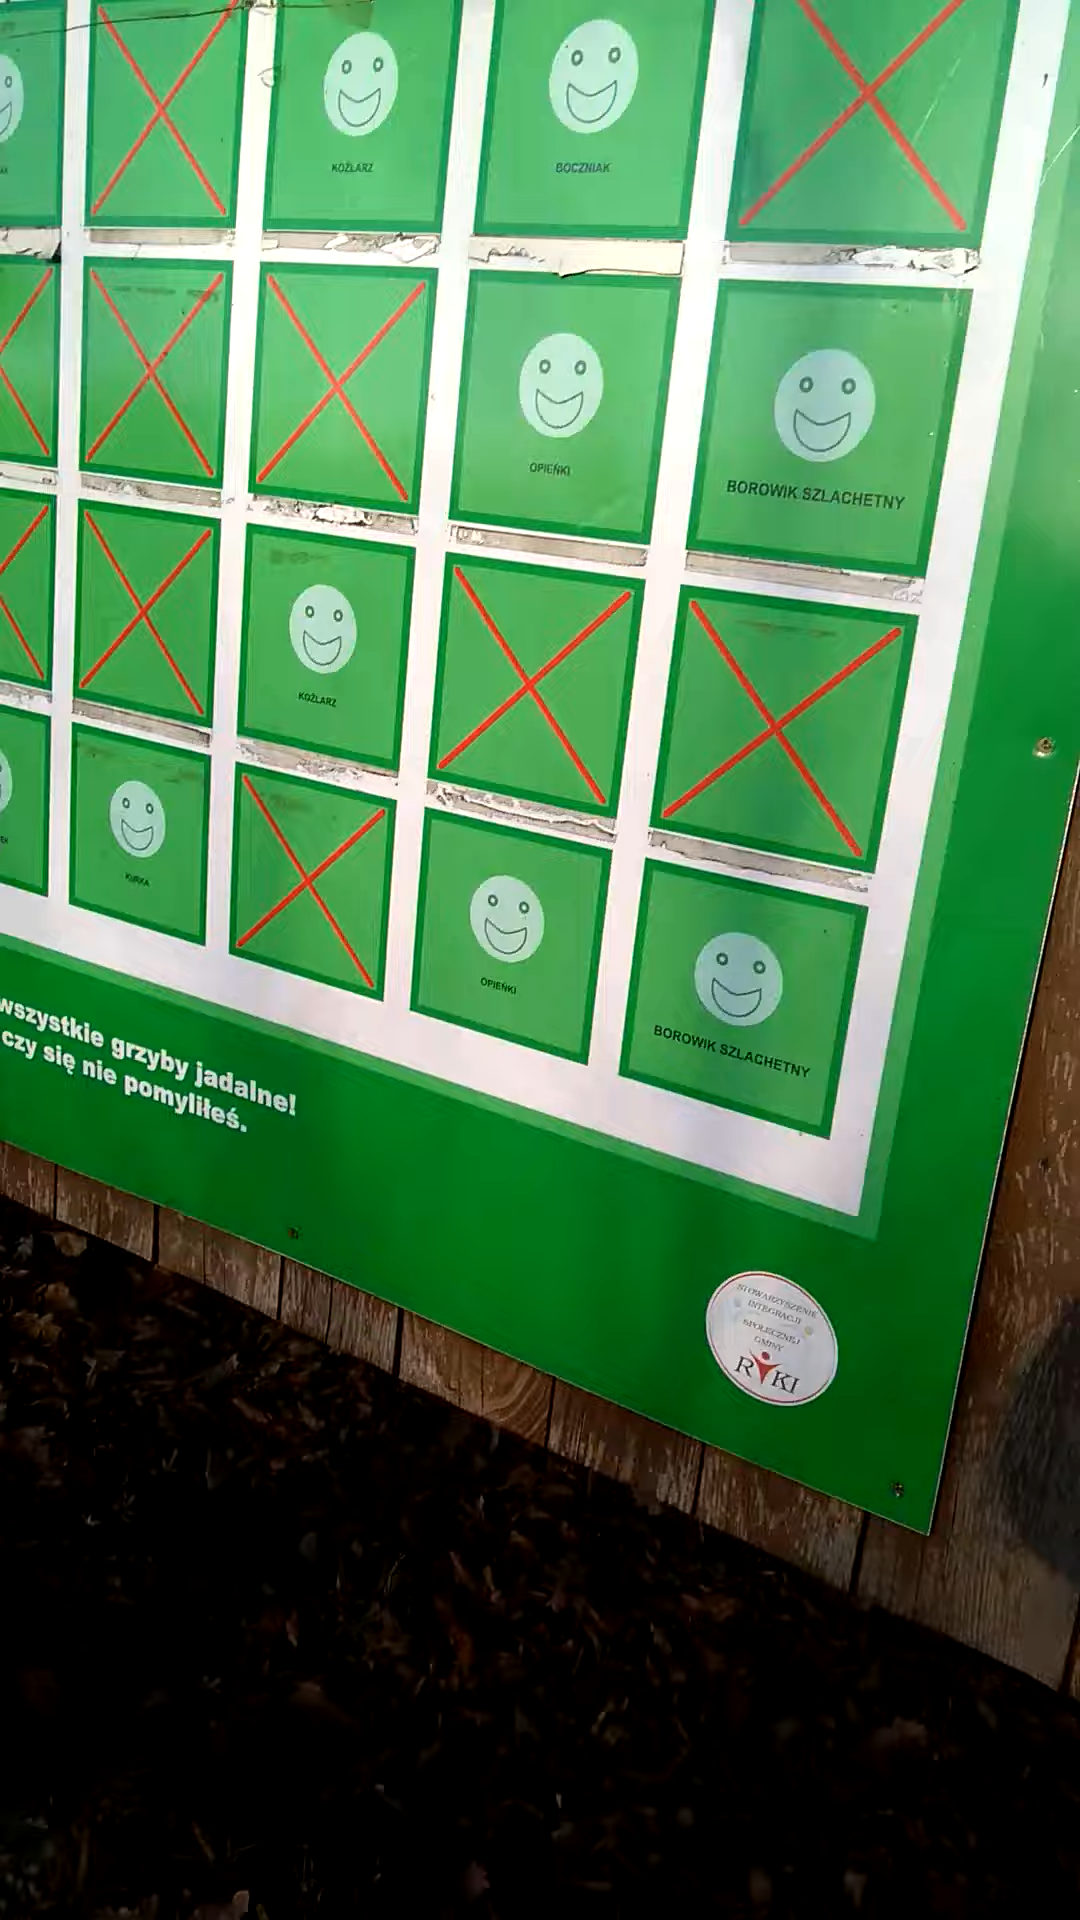 KOŹLARZ
BOCZNIAK
OPIEŃKI
BOROWIK SZLACHETNY
KOŹLARZ
KURKA
OPIEŃKI
BOROWIK SZLACHETNY
wszystkie grzyby jadalne!
czy się nie pomyliłeś.
STOWARZYSZENIE
INTEGRACJI
SPOŁECZNEJ
GMINY
RYKI